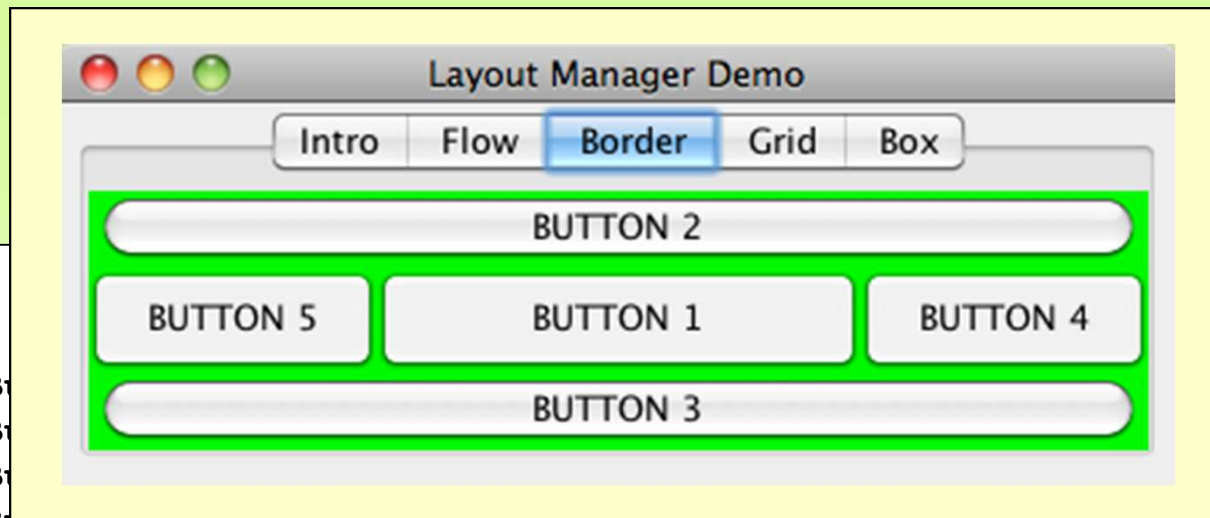 Layout Manager Demo
Intro Flow Border Grid Box
BUTTON 2
BUTTON 5 BUTTON 1 BUTTON 4
BUTTON 3